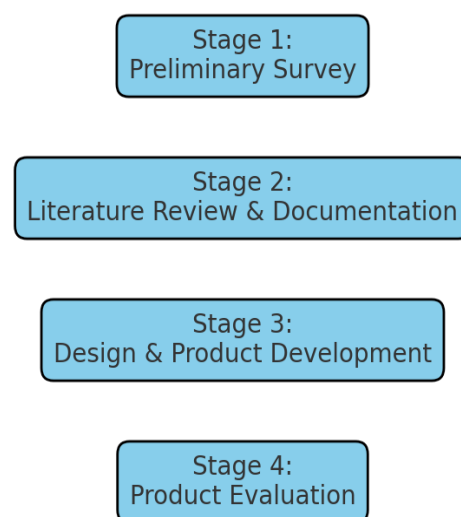 Stage 1:
Preliminary Survey
Stage 2:
Literature Review & Documentation
Stage 3:
Design & Product Development
Stage 4:
Product Evaluation